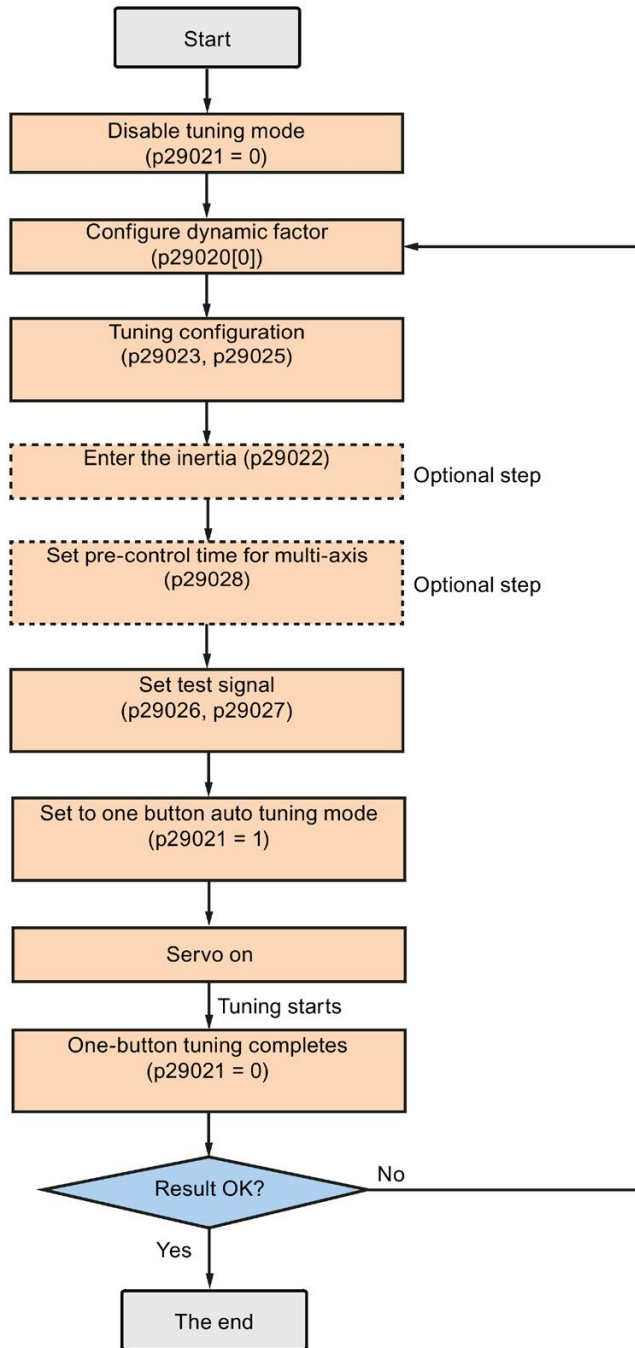 Start
Disable tuning mode
(p29021 = 0)
Configure dynamic factor
(p29020[0])
Tuning configuration
(p29023, p29025)
Enter the inertia (p29022)
Optional step
Set pre-control time for multi-axis
(p29028)
Optional step
Set test signal
(p29026, p29027)
Set to one button auto tuning mode
(p29021 = 1)
Servo on
Tuning starts
One-button tuning completes
(p29021 = 0)
Result OK?
No
Yes
The end